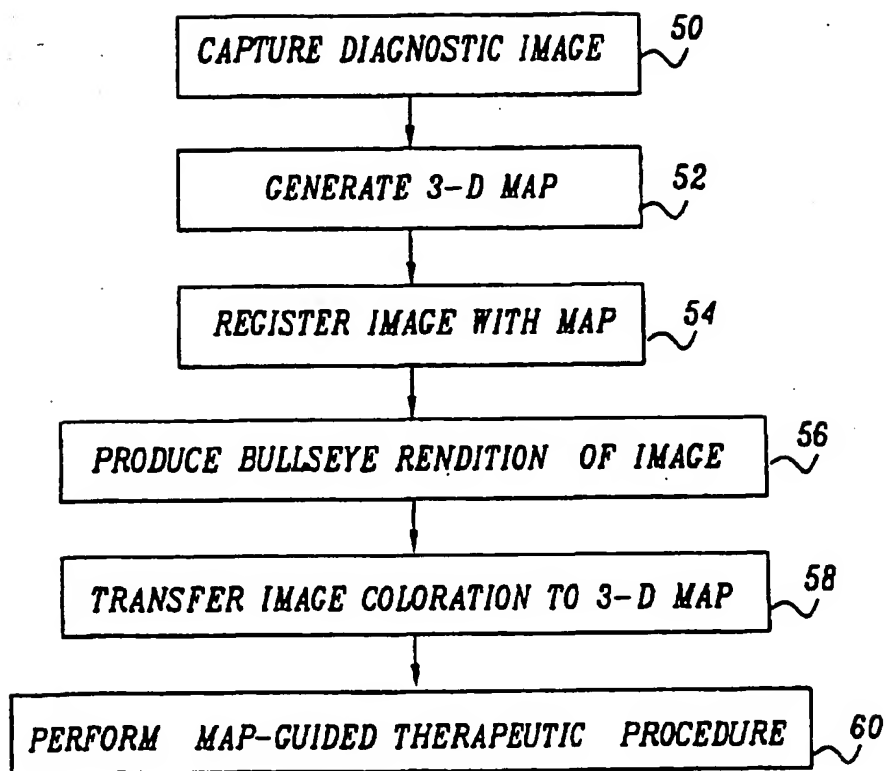 CAPTURE DIAGNOSTIC IMAGE 50
GENERATE 3-D MAP 52
REGISTER IMAGE WITH MAP 54
PRODUCE BULLSEYE RENDITION OF IMAGE 56
TRANSFER IMAGE COLORATION TO 3-D MAP 58
PERFORM MAP-GUIDED THERAPEUTIC PROCEDURE 60